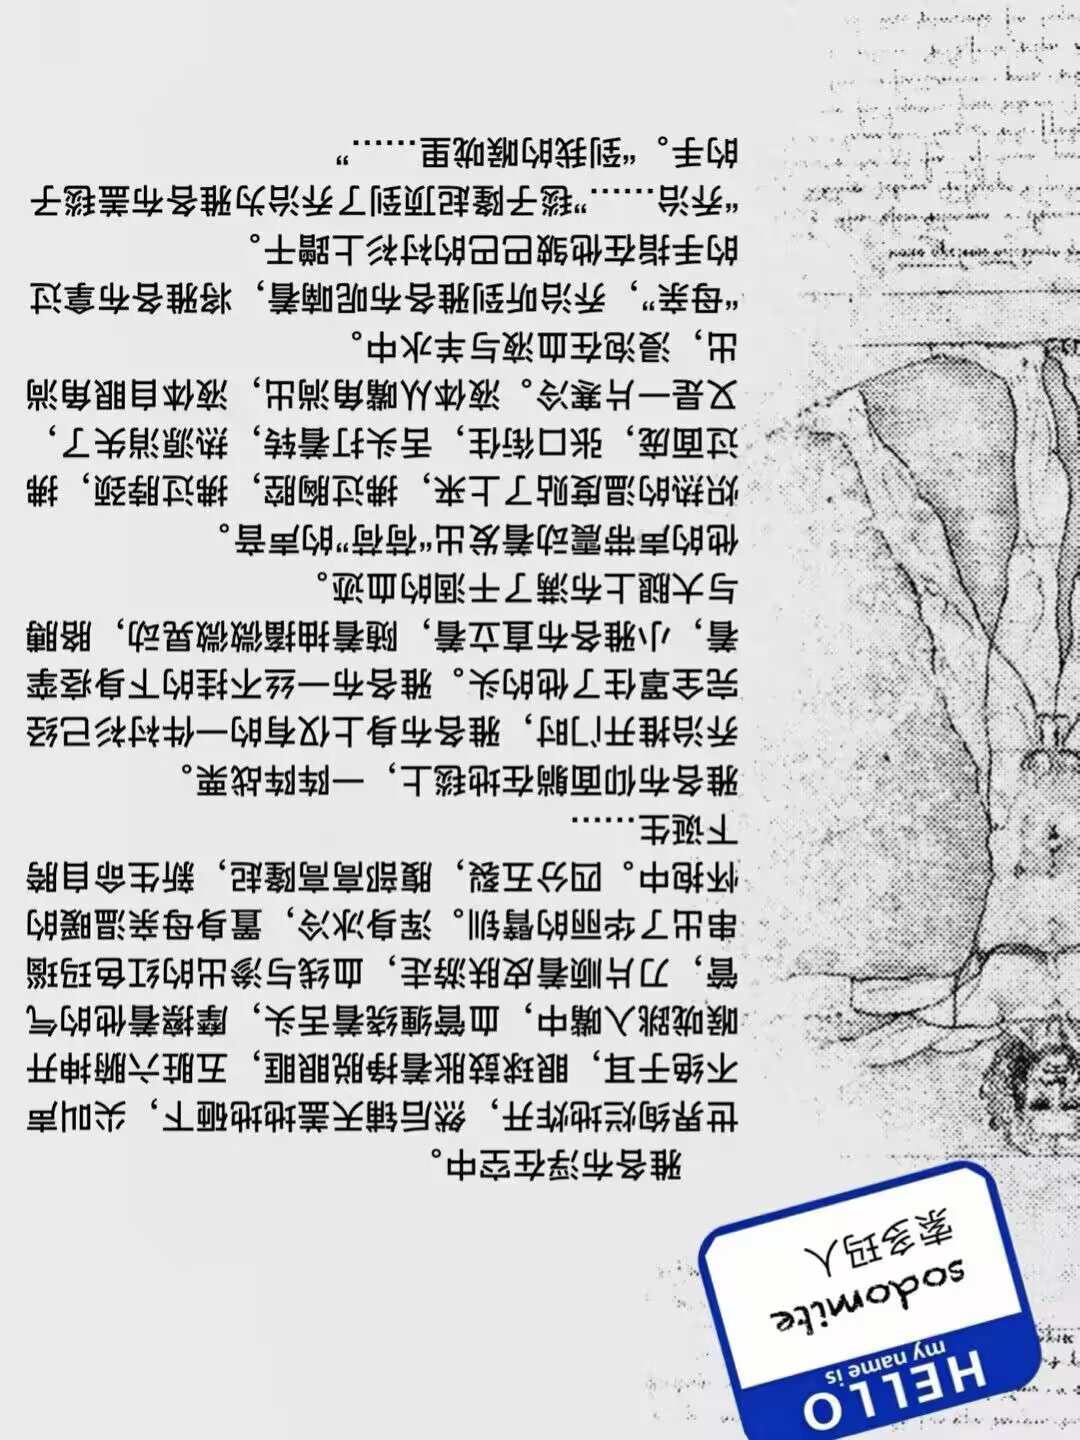 HELLO
my name is
sodomite
索多玛人
雅各布浮在空中。
世界绚烂地炸开，然后铺天盖地地砸下，尖叫声
不绝于耳，眼球鼓胀着挣脱眼眶，五脏六腑抻开
喉咙跳入嘴中，血管缠绕着舌头，摩擦着他的气
管，刀片顺着皮肤游走，血线与渗出的红色玛瑙
串出了华丽的臂钏。浑身冰冷，置身母亲温暖的
怀抱中。四分五裂，腹部高高隆起，新生命自胯
下诞生……
雅各布仰面躺在地毯上，一阵阵战栗。
乔治推开门时，雅各布身上仅有的一件衬衫已经
完全罩住了他的头。雅各布一丝不挂的下身痉挛
着，小雅各布直立着，随着抽搐微微晃动，胳膊
与大腿上布满了干涸的血迹。
他的声带震动着发出“荷荷”的声音。
炽热的温度贴了上来，拂过胸腔，拂过脖颈，拂
过面庞，张口衔住，舌头打着转，热源消失了，
又是一片寒冷。液体从嘴角淌出，液体自眼角淌
出，浸泡在血液与羊水中。
“母亲”，乔治听到雅各布呢喃着，将雅各布拿过
的手指在他皱巴巴的衬衫上蹭干。
“乔治……”毯子隆起顶到了乔治为雅各布盖毯子
的手。“到我的喉咙里……”